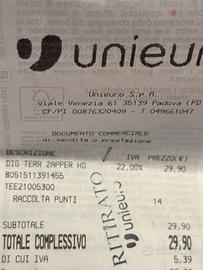 unieuro
Unieuro S.p.A.
viale Venezia 61 35139 Padova (PD
CF/PI 00876320409 - T 049661047
DOCUMENTO COMMERCIALE
di vendita o prestazione
DESCRIZIONE IVA PREZZO(€)
DIG TERR ZAPPER HD 22,00% 29,90
8051511391455
TEE21005300
RACCOLTA PUNTI 14
RITIRATO
unieuro
SUBTOTALE 29,90
TOTALE COMPLESSIVO 29,90
DI CUI IVA 5,39